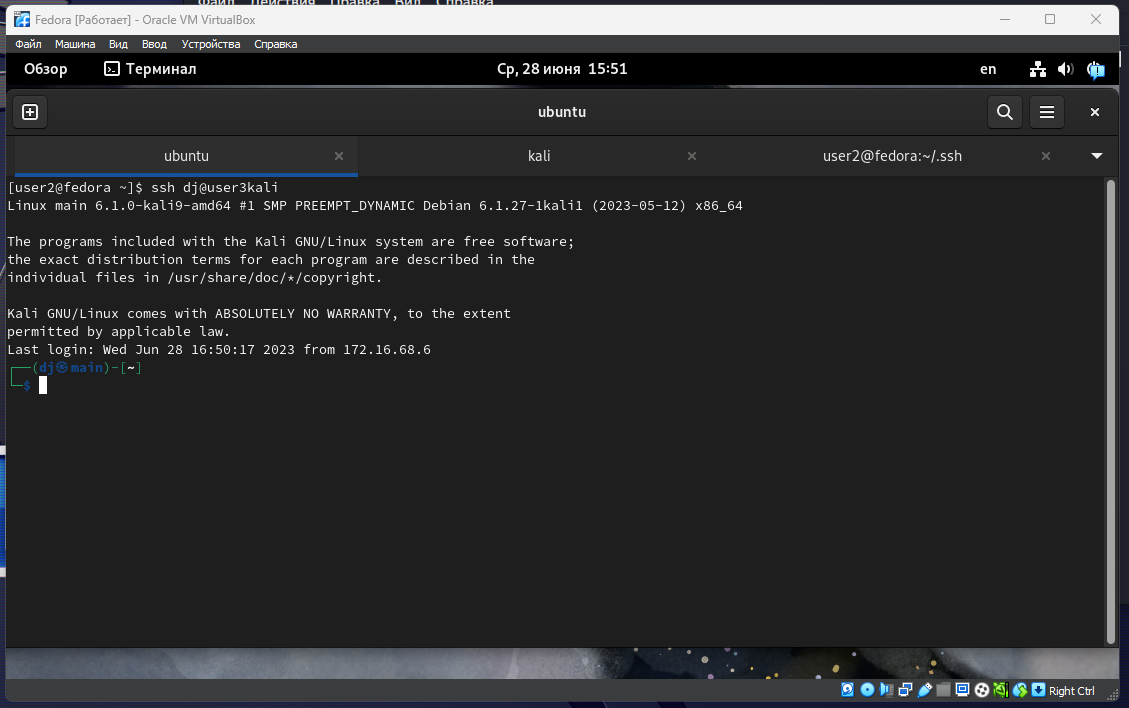 Файл Действия Правка Вид Справка
Fedora [Работает] - Oracle VM VirtualBox
Файл Машина Вид Ввод Устройства Справка
Обзор Терминал Ср, 28 июня 15:51 en
ubuntu
ubuntu kali user2@fedora:~/.ssh
[user2@fedora ~]$ ssh dj@user3kali
Linux main 6.1.0-kali9-amd64 #1 SMP PREEMPT_DYNAMIC Debian 6.1.27-1kali1 (2023-05-12) x86_64
The programs included with the Kali GNU/Linux system are free software;
the exact distribution terms for each program are described in the
individual files in /usr/share/doc/*/copyright.
Kali GNU/Linux comes with ABSOLUTELY NO WARRANTY, to the extent
permitted by applicable law.
Last login: Wed Jun 28 16:50:17 2023 from 172.16.68.6
┌──(dj㉿main)-[~]
└─$
Right Ctrl